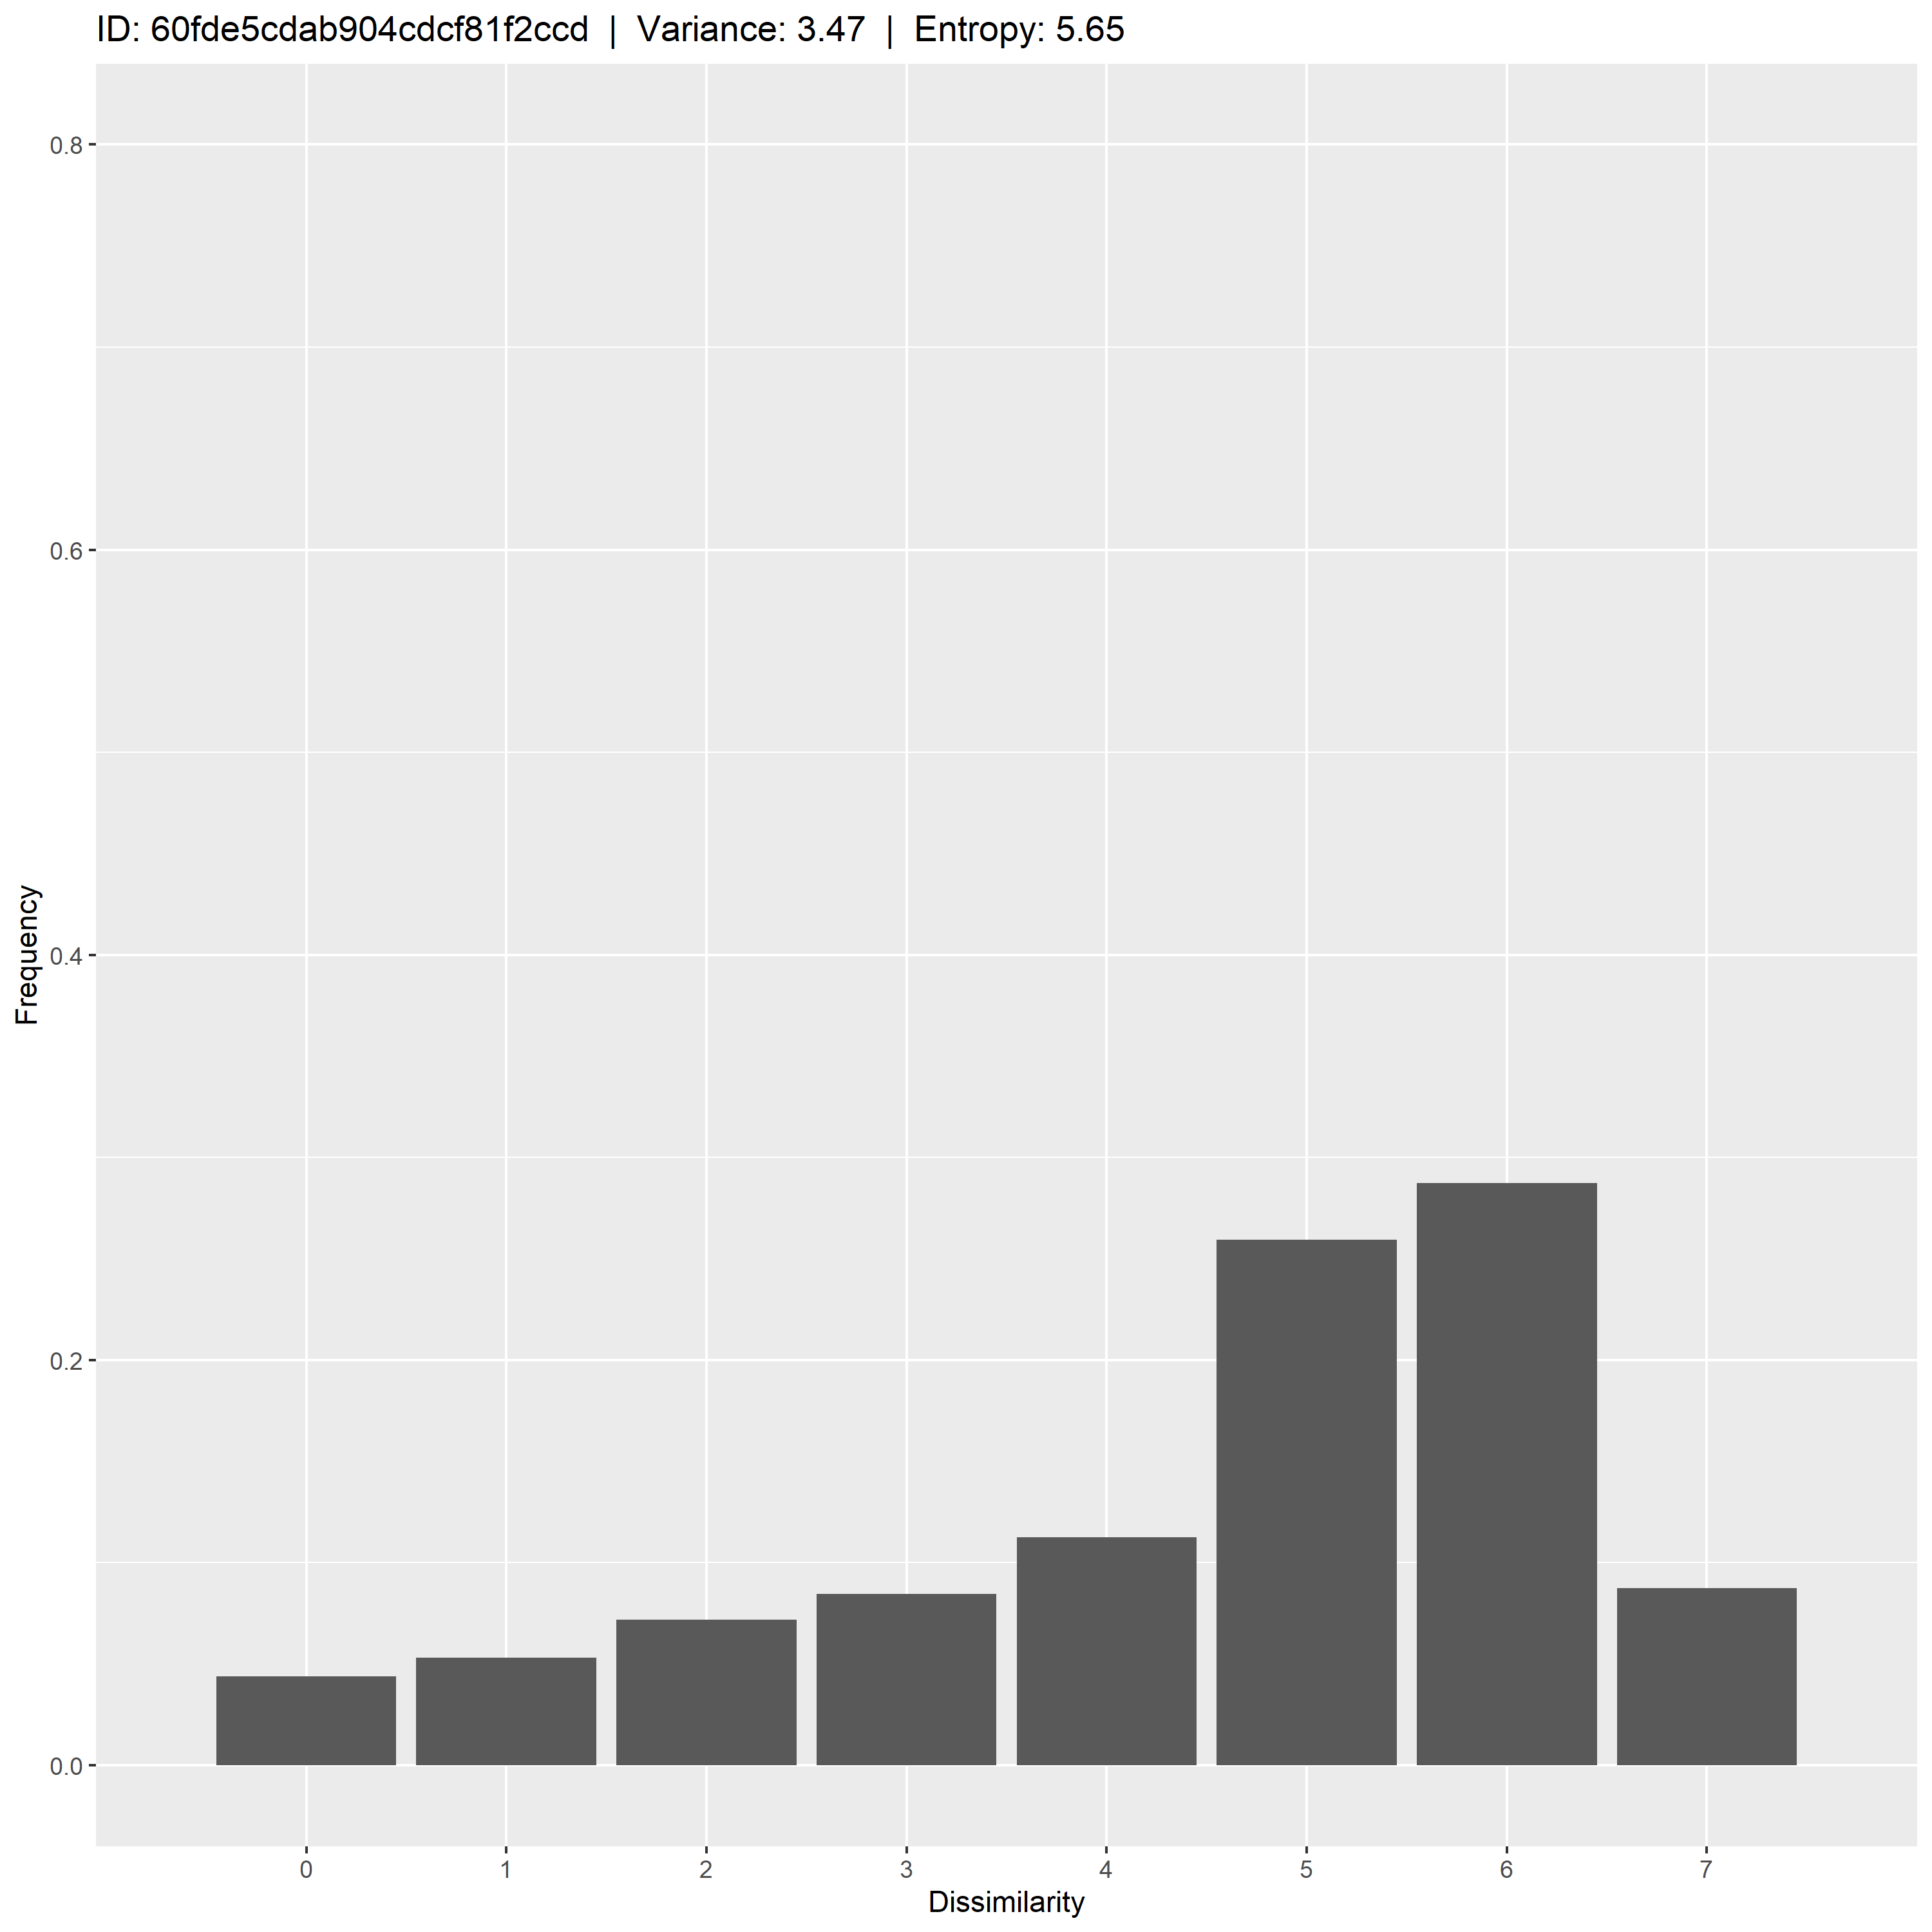 ID: 60fde5cdab904cdcf81f2ccd | Variance: 3.47 | Entropy: 5.65
0.8
0.6
0.4
0.2
0.0
Frequency
0 1 2 3 4 5 6 7
Dissimilarity